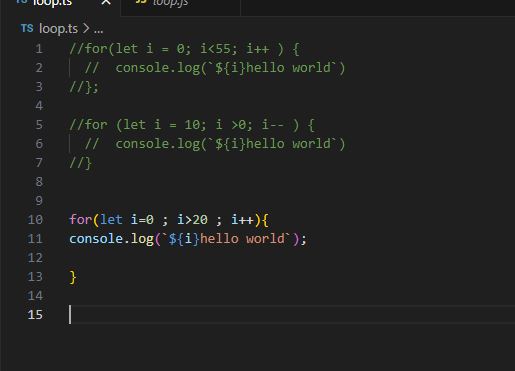 loop.ts × JS loop.js
TS loop.ts > ...
1 //for(let i = 0; i<55; i++ ) {
2 // console.log(`${i}hello world`)
3 //};
4
5 //for (let i = 10; i >0; i-- ) {
6 // console.log(`${i}hello world`)
7 //}
8
9
10 for(let i=0 ; i>20 ; i++){
11 console.log(`${i}hello world`);
12
13 }
14
15